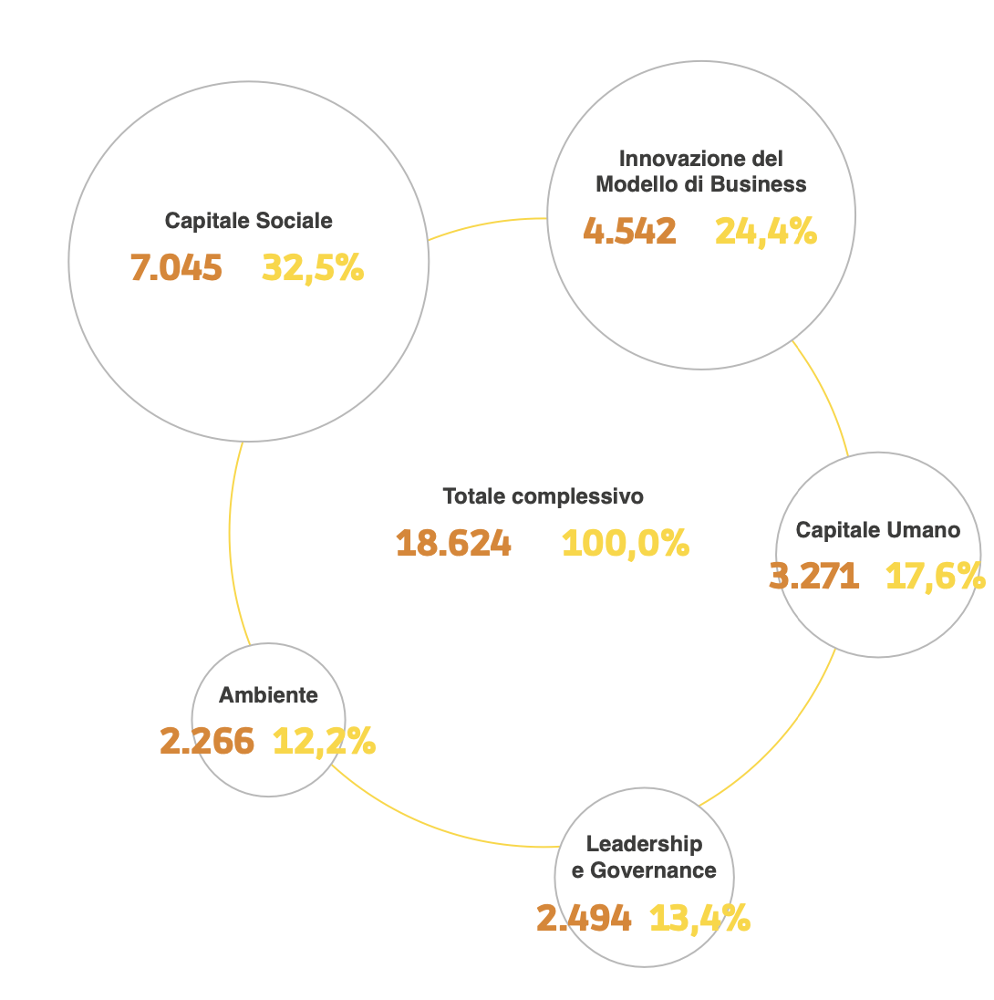 Capitale Sociale
7.045 32,5%
Innovazione del
Modello di Business
4.542 24,4%
Totale complessivo
18.624 100,0%
Capitale Umano
3.271 17,6%
Ambiente
2.266 12,2%
Leadership
e Governance
2.494 13,4%